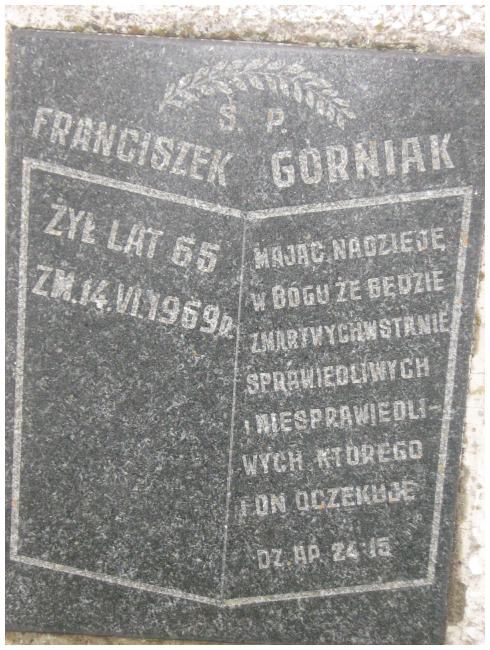 Ś. P.
FRANCISZEK GÓRNIAK
ŻYŁ LAT 65
ZM.14.VI.1969R.
MAJĄC NADZIEJĘ
W BOGU ŻE BĘDZIE
ZMARTWYCHWSTANIE
SPRAWIEDLIWYCH
I NIESPRAWIEDLI-
WYCH KTÓREGO
I ON OCZEKUJE
DZ. AP. 24:15